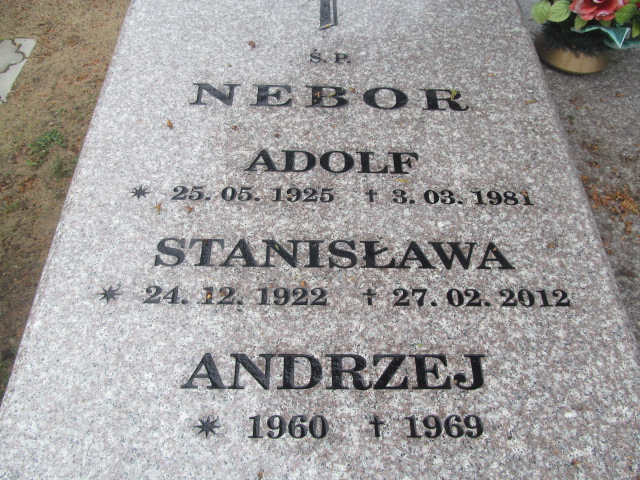 Ś. P.
NEBOR
ADOLF
* 25. 05. 1925 † 3. 03. 1981
STANISŁAWA
* 24. 12. 1922 † 27. 02. 2012
ANDRZEJ
* 1960 † 1969